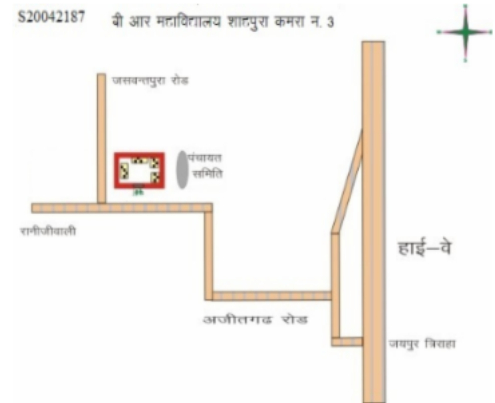 S20042187 बी आर महाविद्यालय शाहपुरा कमरा न. 3
जसवन्तपुरा रोड
पंचायत
समिति
रानीजीवाली
हाई–वे
अजीतगढ रोड
जयपुर त्रिराहा